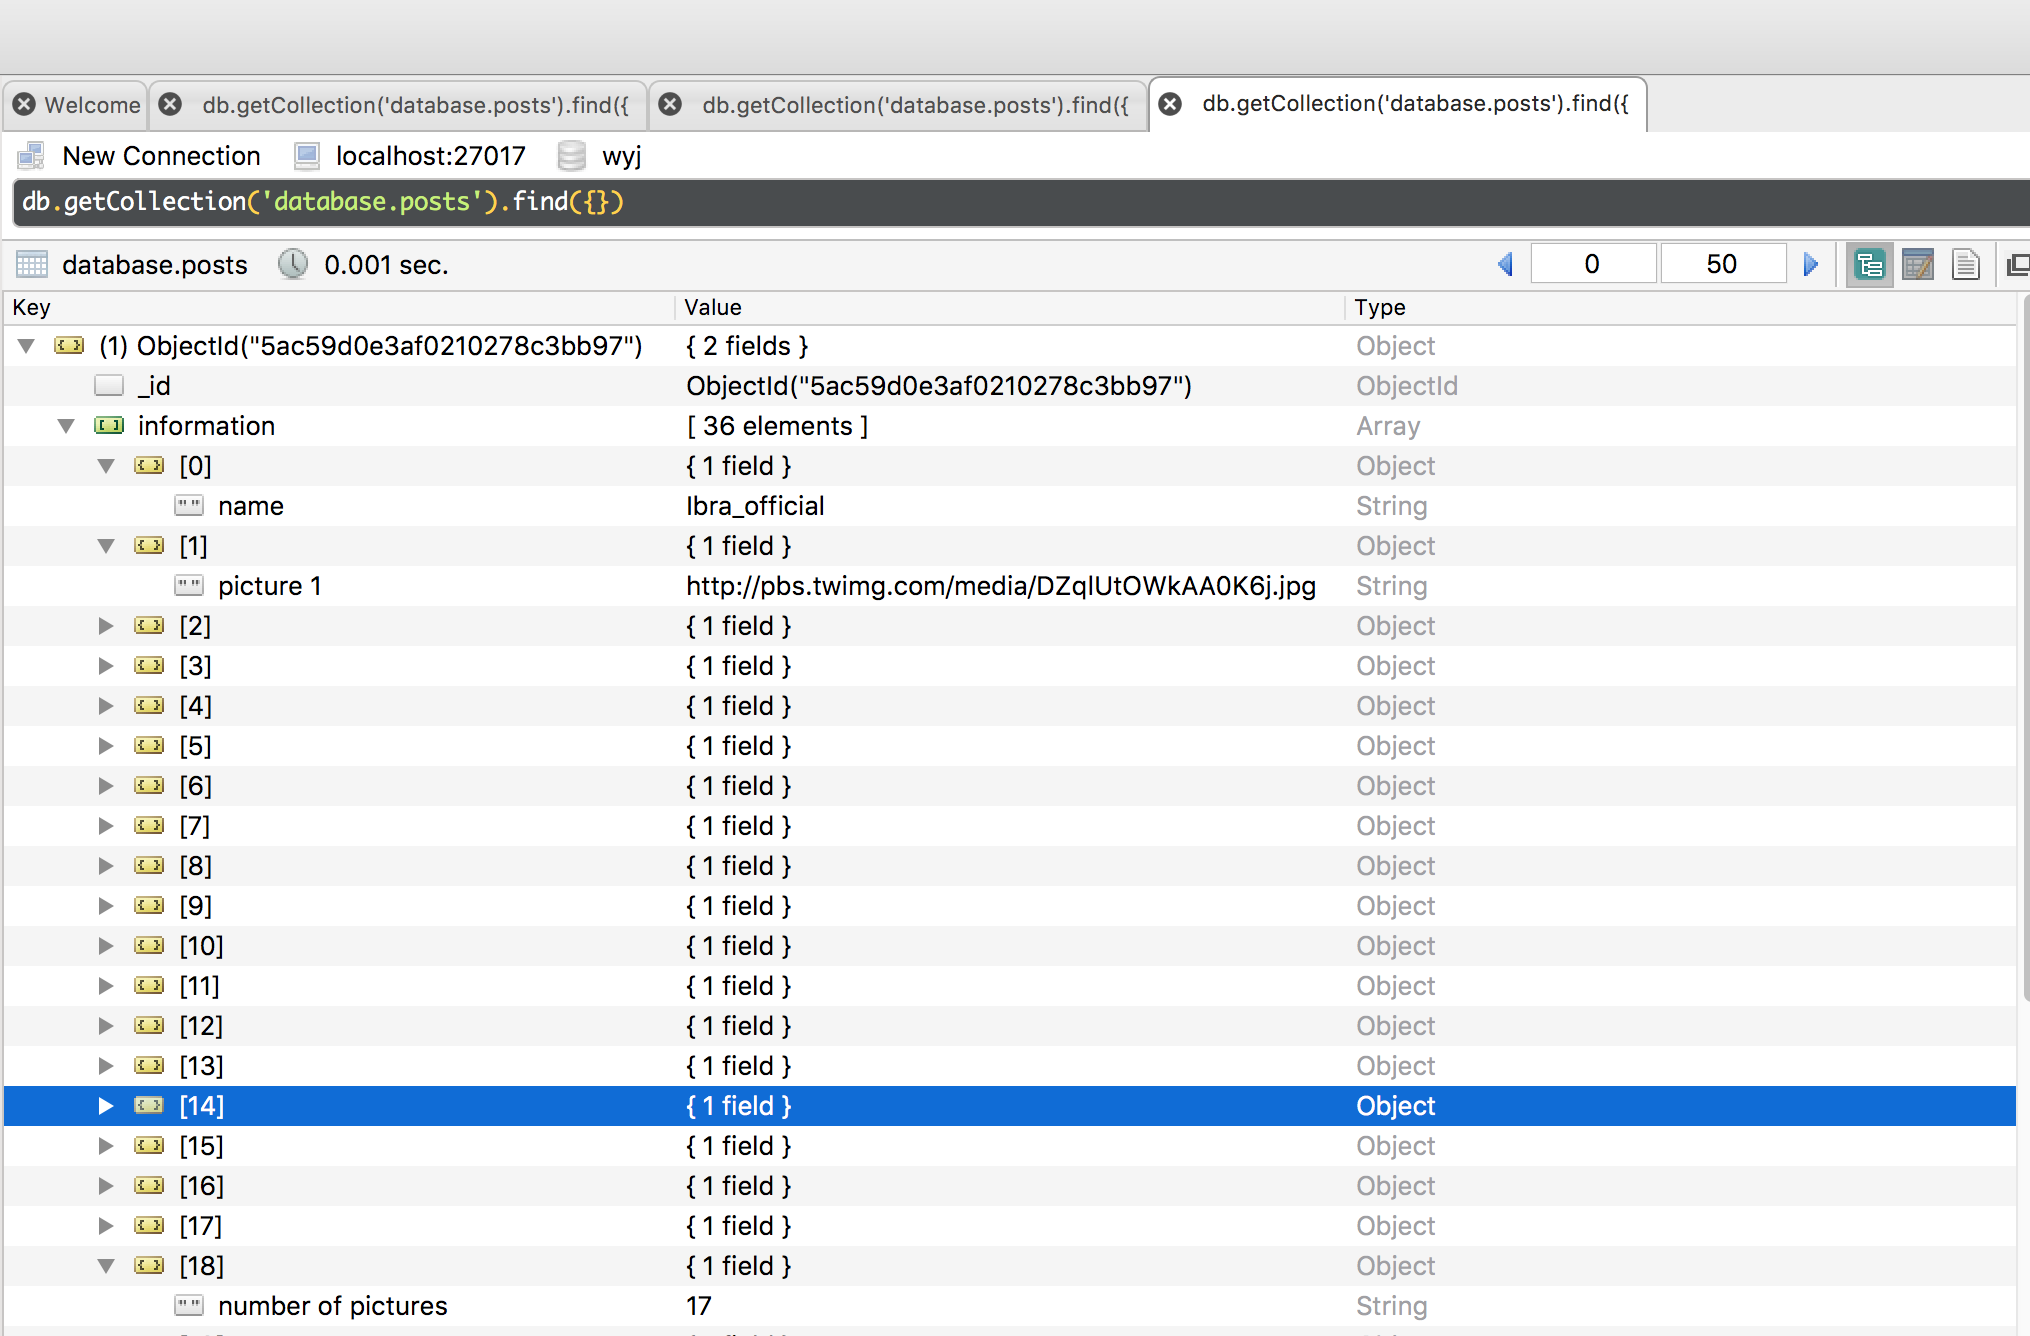 Welcome db.getCollection('database.posts').find({ db.getCollection('database.posts').find({ db.getCollection('database.posts').find({
New Connection localhost:27017 wyj
db.getCollection('database.posts').find({})
database.posts 0.001 sec. 0 50
Key Value Type
(1) ObjectId("5ac59d0e3af0210278c3bb97") { 2 fields } Object
_id ObjectId("5ac59d0e3af0210278c3bb97") ObjectId
information [ 36 elements ] Array
[0] { 1 field } Object
name Ibra_official String
[1] { 1 field } Object
picture 1 http://pbs.twimg.com/media/DZqlUtOWkAA0K6j.jpg String
[2] { 1 field } Object
[3] { 1 field } Object
[4] { 1 field } Object
[5] { 1 field } Object
[6] { 1 field } Object
[7] { 1 field } Object
[8] { 1 field } Object
[9] { 1 field } Object
[10] { 1 field } Object
[11] { 1 field } Object
[12] { 1 field } Object
[13] { 1 field } Object
[14] { 1 field } Object
[15] { 1 field } Object
[16] { 1 field } Object
[17] { 1 field } Object
[18] { 1 field } Object
number of pictures 17 String